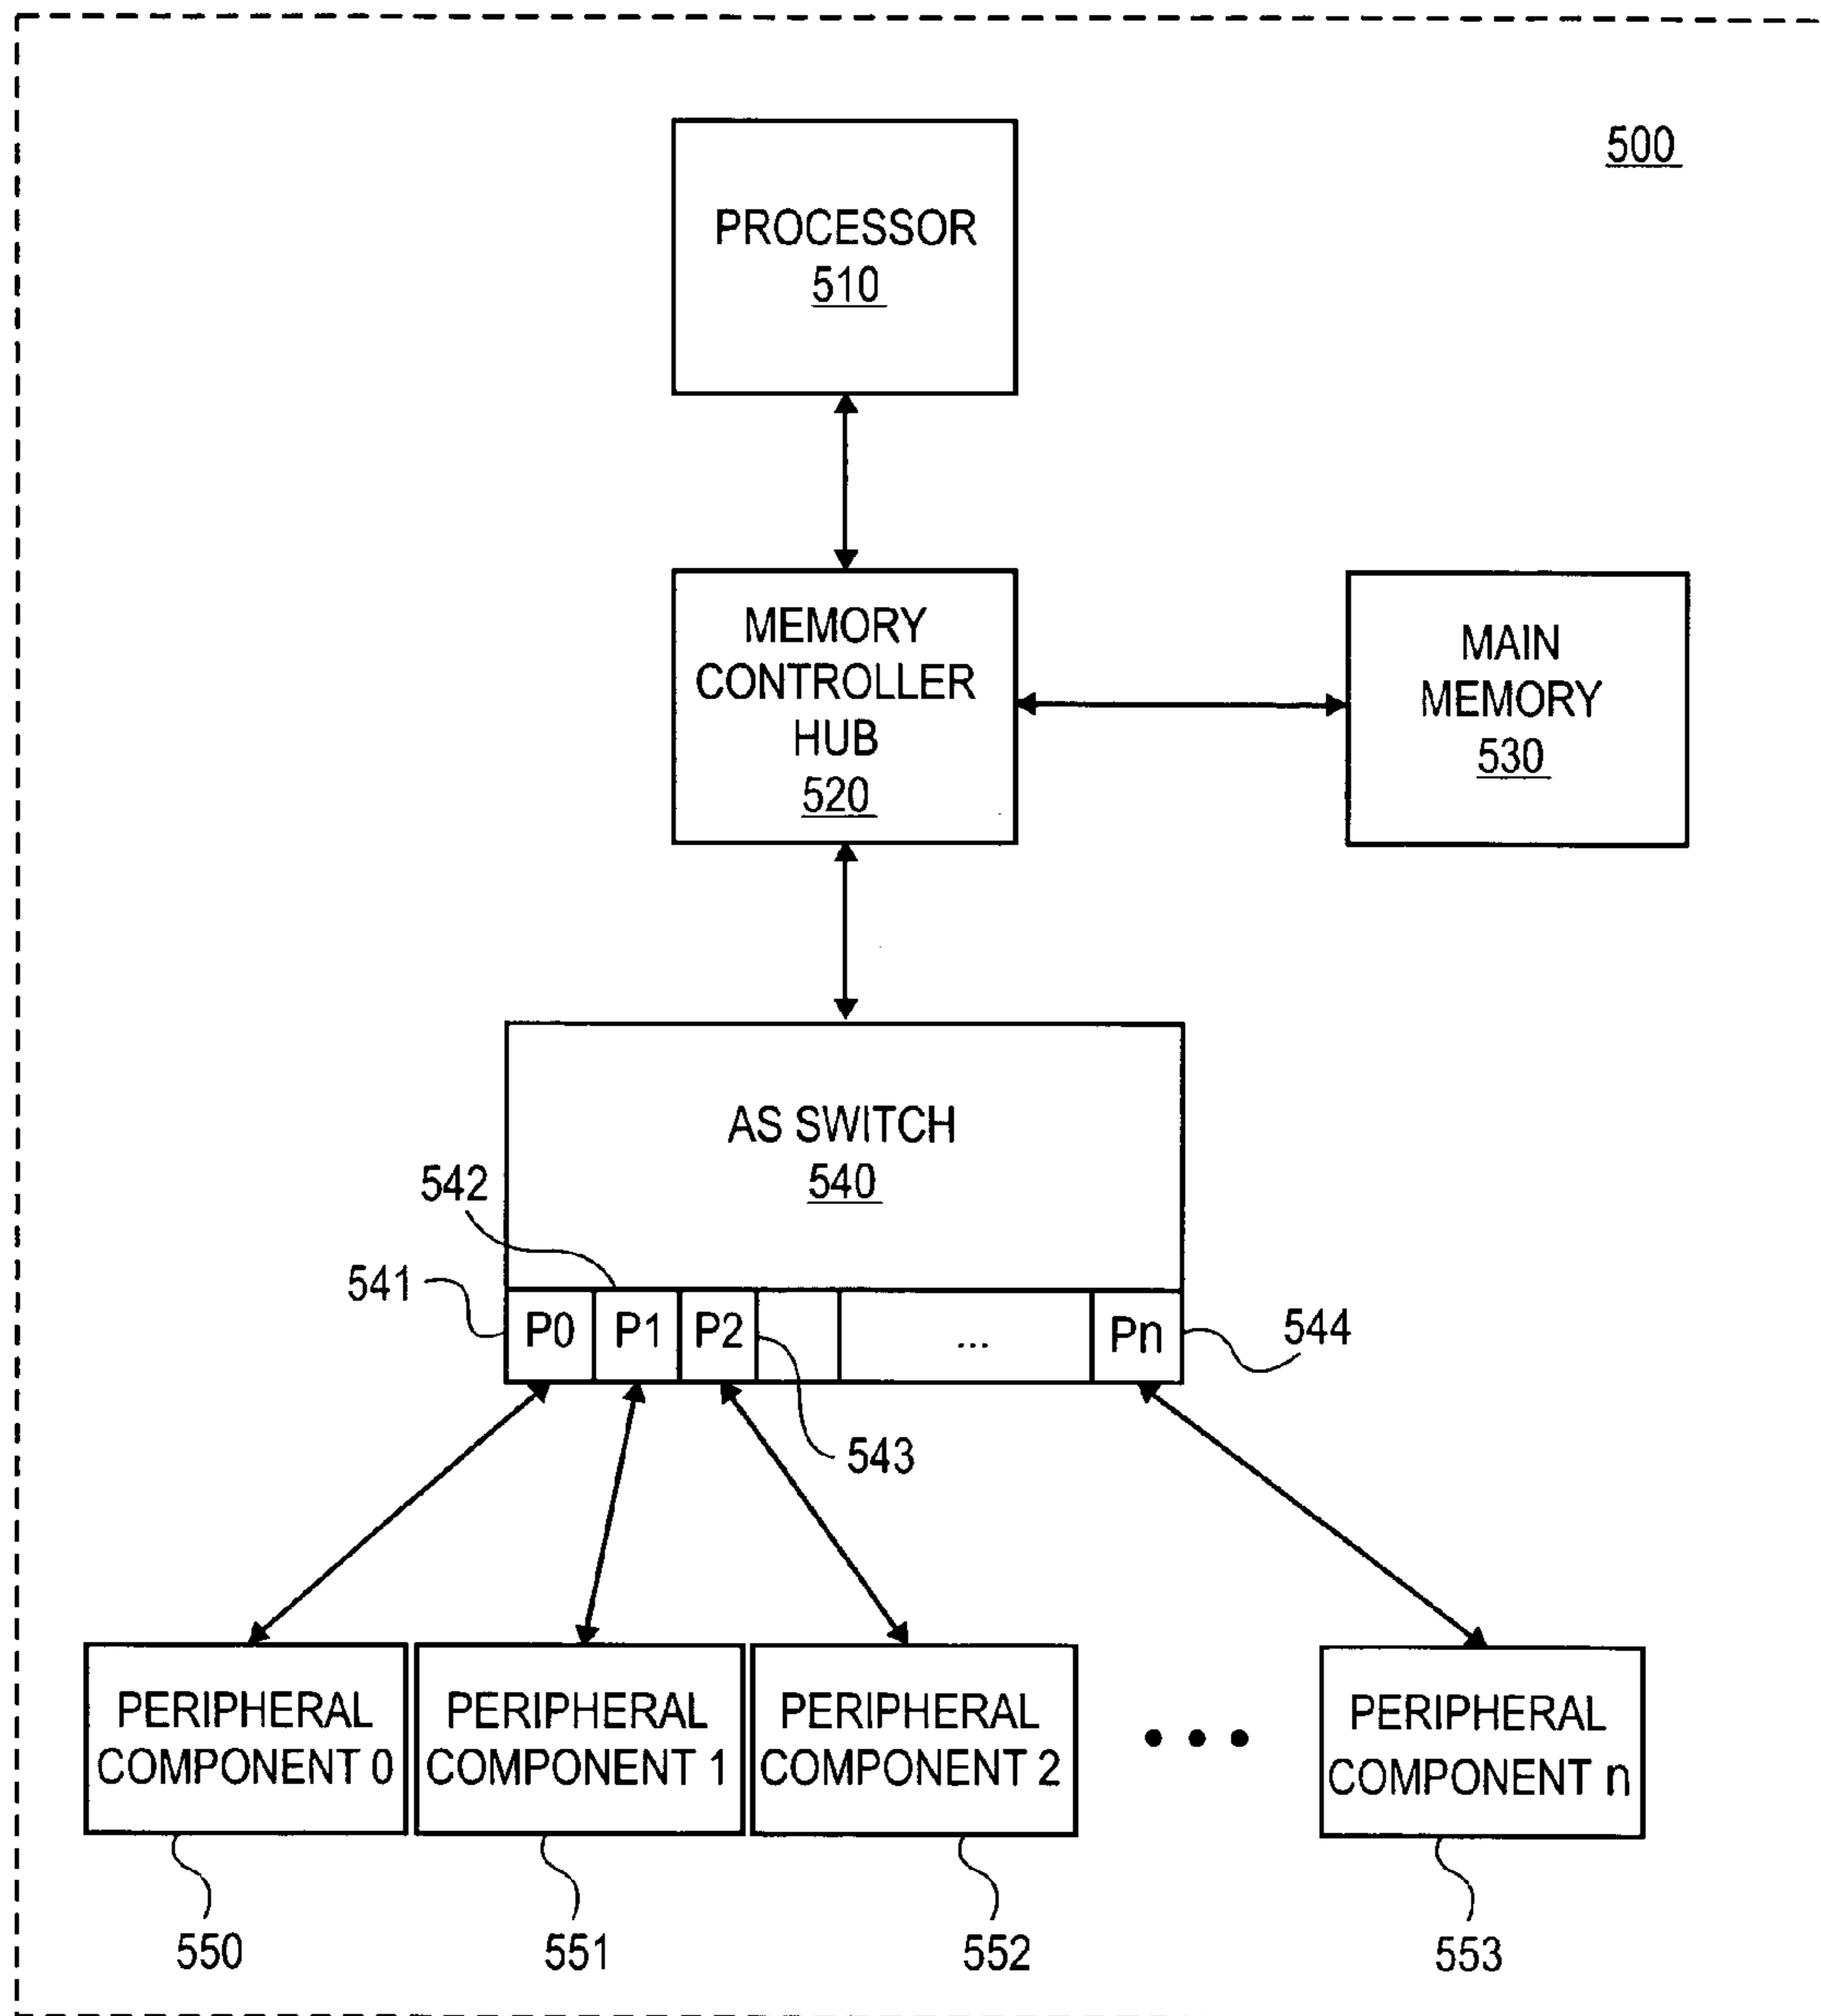 500
PROCESSOR
510
MEMORY
CONTROLLER
HUB
520
MAIN
MEMORY
530
AS SWITCH
540
542
541
P0
P1
P2
...
Pn
544
543
PERIPHERAL
COMPONENT 0
PERIPHERAL
COMPONENT 1
PERIPHERAL
COMPONENT 2
PERIPHERAL
COMPONENT n
550
551
552
553